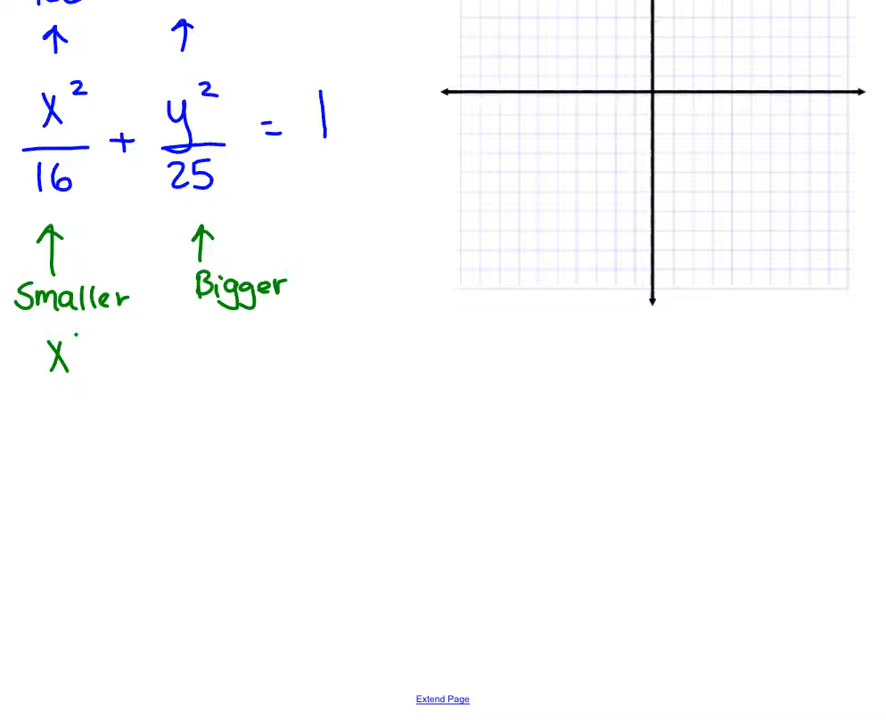 ↑ ↑
x² / 16 + y² / 25 = 1
↑ ↑
Smaller Bigger
x
Extend Page